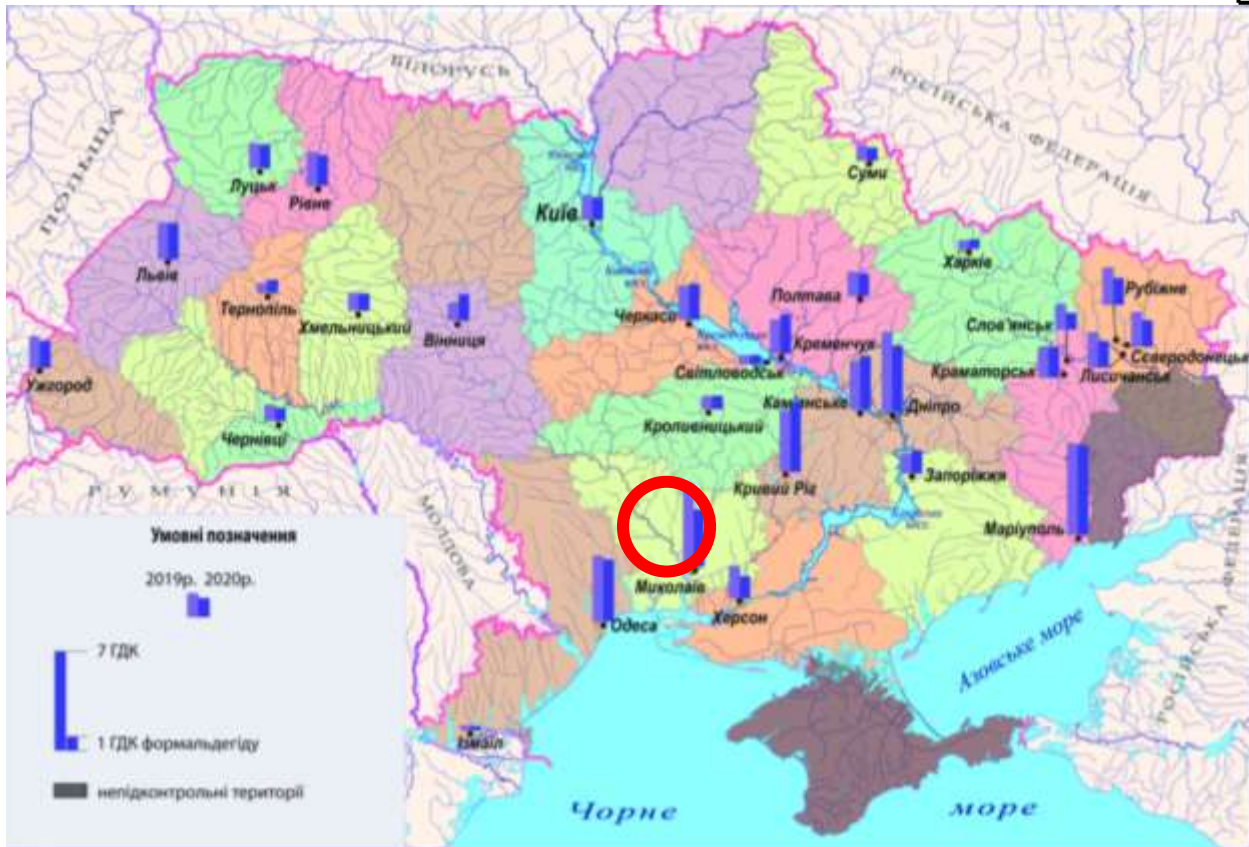 БІЛОРУСЬ
РОСІЙСЬКА ФЕДЕРАЦІЯ
ПОЛЬЩА
Луцьк
Рівне
Суми
Київ
Львів
Харків
Тернопіль
Хмельницький
Вінниця
Черкаси
Полтава
Рубіжне
Слов'янськ
Кременчук
Сєвєродонецьк
Ужгород
Світловодськ
Краматорськ
Лисичанськ
Чернівці
Кропивницький
Кам'янське
Дніпро
Кривий Ріг
Запоріжжя
РУМУНІЯ
МОЛДОВА
Маріуполь
РОСІЙСЬКА ФЕДЕРАЦІЯ
Умовні позначення
2019р. 2020р.
Миколаїв
Херсон
Одеса
7 ГДК
Азовське море
1 ГДК формальдегіду
Ізмаїл
непідконтрольні території
Чорне море